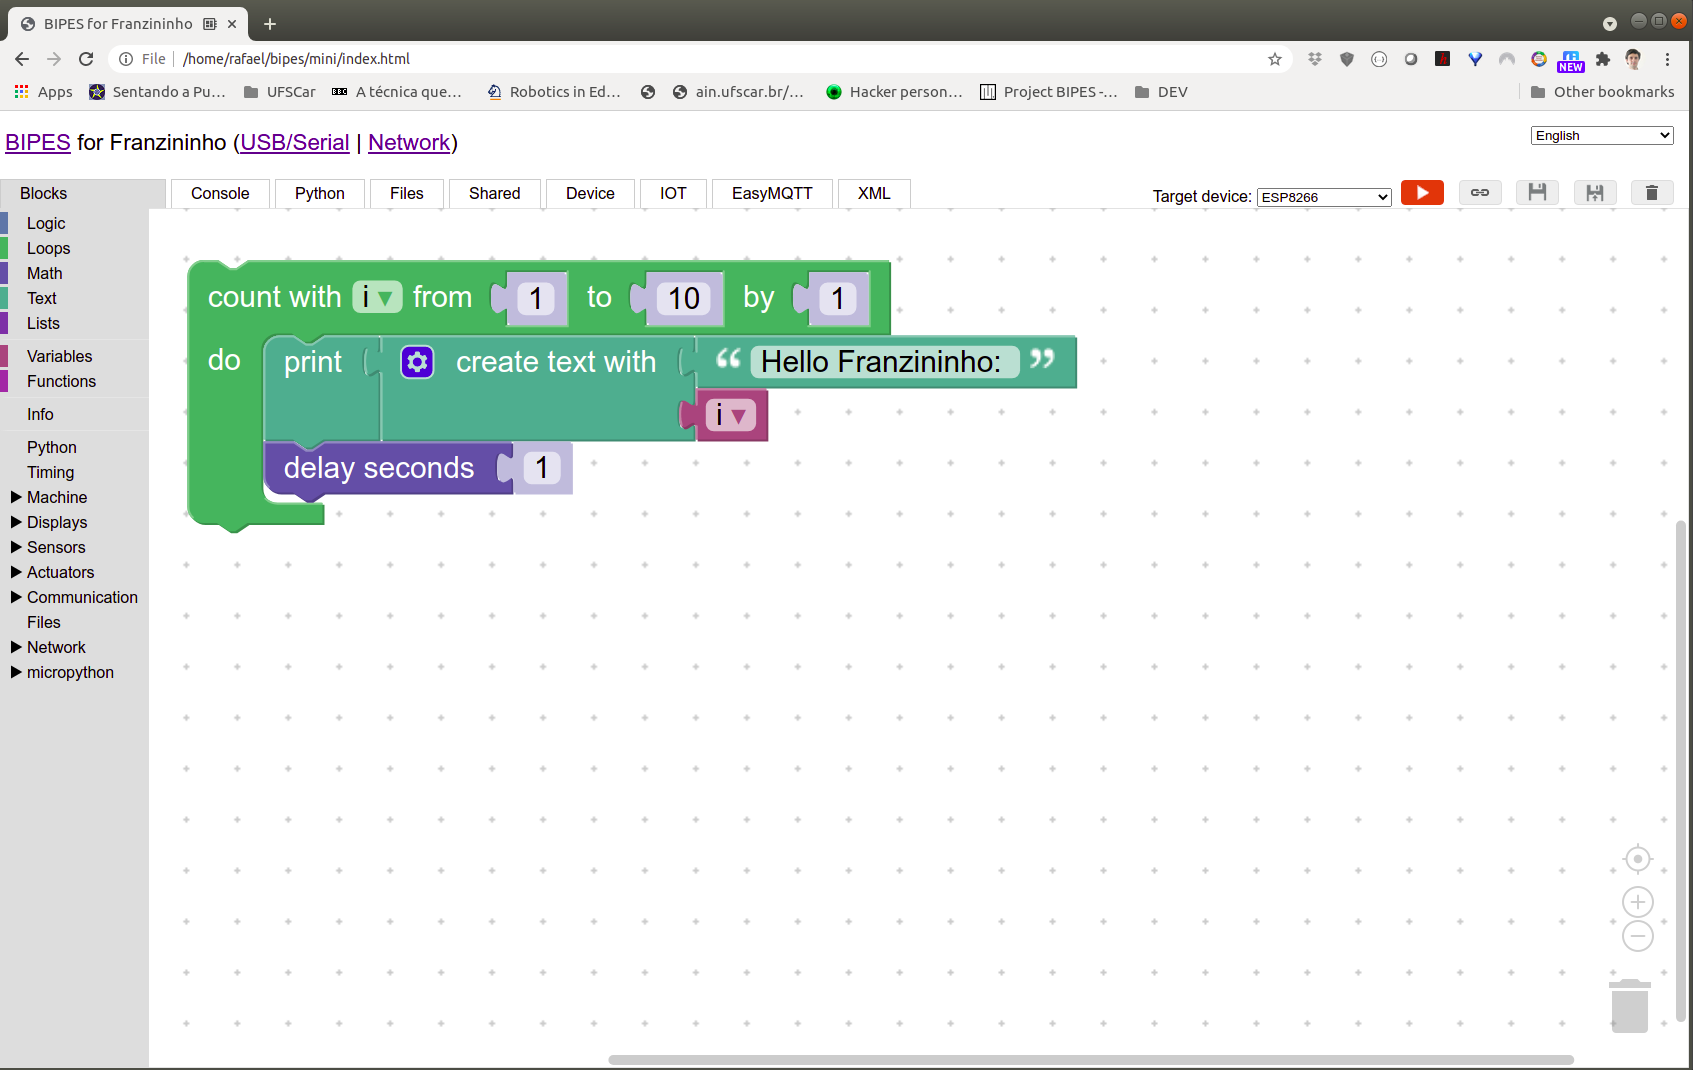 BIPES for Franzininho
File /home/rafael/bipes/mini/index.html
NEW
Apps Sentando a Pu... UFSCar A técnica que... Robotics in Ed... ain.ufscar.br/... Hacker person... Project BIPES -... DEV Other bookmarks
BIPES for Franzininho (USB/Serial | Network)
English
Blocks Console Python Files Shared Device IOT EasyMQTT XML Target device: ESP8266
Logic
Loops
Math
Text
Lists
Variables
Functions
Info
Python
Timing
Machine
Displays
Sensors
Actuators
Communication
Files
Network
micropython
count with i from 1 to 10 by 1
do print create text with “ Hello Franzininho: ”
i
delay seconds 1